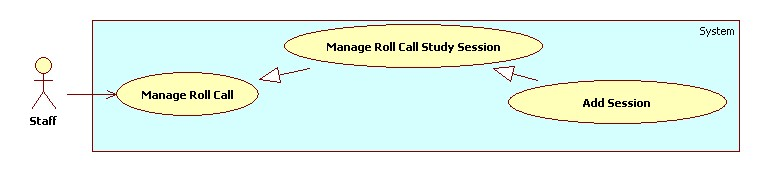 System
Manage Roll Call Study Session
Manage Roll Call
Add Session
Staff